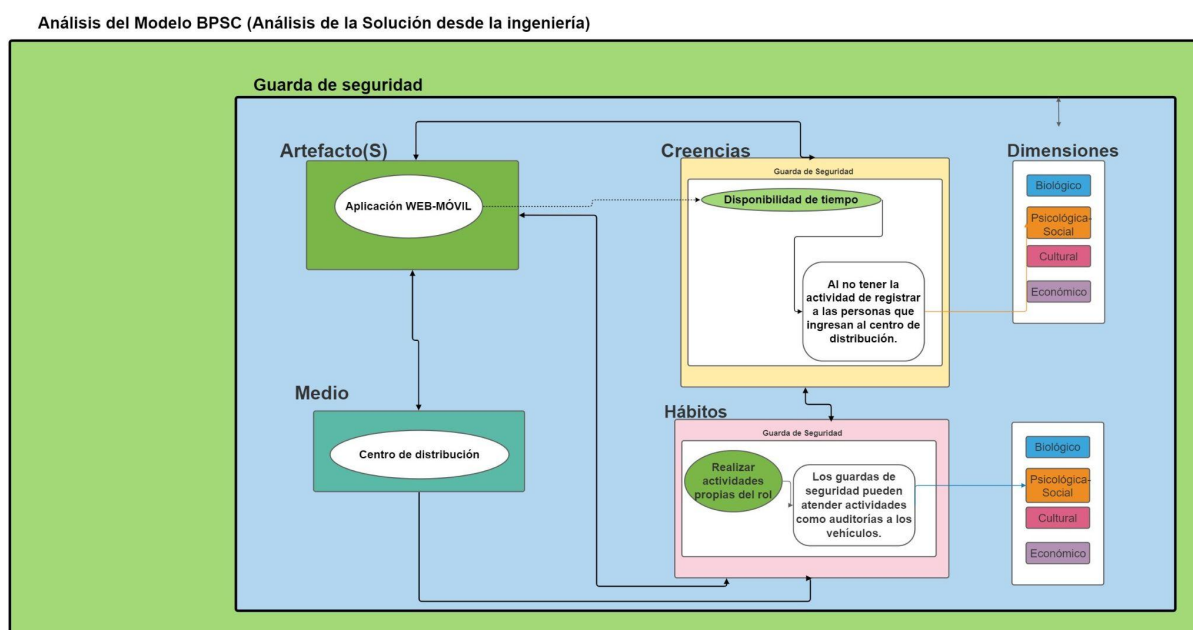 Análisis del Modelo BPSC (Análisis de la Solución desde la ingeniería)
Guarda de seguridad
Artefacto(S)
Aplicación WEB-MÓVIL
Creencias
Guarda de Seguridad
Disponibilidad de tiempo
Al no tener la
actividad de registrar
a las personas que
ingresan al centro de
distribución.
Dimensiones
Biológico
Psicológica-
Social
Cultural
Económico
Medio
Centro de distribución
Hábitos
Guarda de Seguridad
Realizar
actividades
propias del rol
Los guardas de
seguridad pueden
atender actividades
como auditorías a los
vehículos.
Biológico
Psicológica-
Social
Cultural
Económico